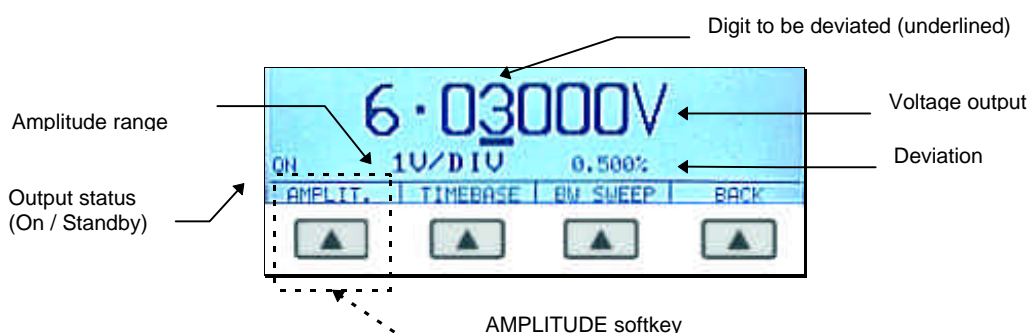 Digit to be deviated (underlined)
6.03000V
Voltage output
Amplitude range
ON 1V/DIV 0.500%
Deviation
Output status
(On / Standby)
AMPLIT. TIMEBASE BW SWEEP BACK
AMPLITUDE softkey